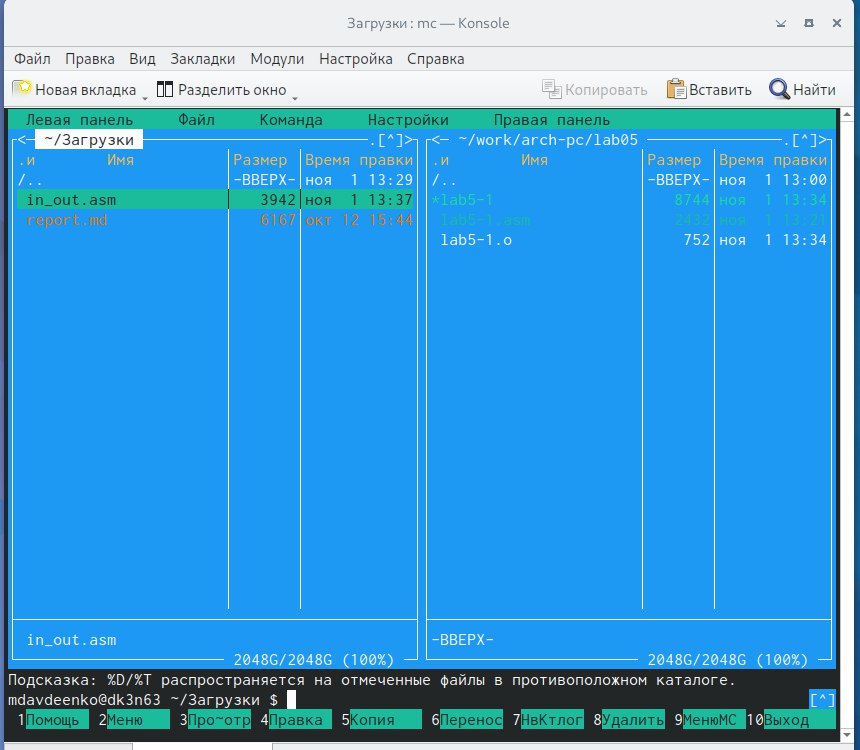 Загрузки : mc — Konsole
Файл Правка Вид Закладки Модули Настройка Справка
Новая вкладка Разделить окно Копировать Вставить Найти
Левая панель Файл Команда Настройки Правая панель
<─ ~/Загрузки .[^]> <─ ~/work/arch-pc/lab05 .[^]>
.и Имя Размер Время правки .и Имя Размер Время правки
/.. -ВВЕРХ- ноя 1 13:29 /.. -ВВЕРХ- ноя 1 13:00
in_out.asm 3942 ноя 1 13:37 *lab5-1 8744 ноя 1 13:34
report.md 6167 окт 12 15:44 lab5-1.asm 2432 ноя 1 13:21
lab5-1.o 752 ноя 1 13:34
in_out.asm -ВВЕРХ-
2048G/2048G (100%) 2048G/2048G (100%)
Подсказка: %D/%T распространяется на отмеченные файлы в противоположном каталоге.
mdavdeenko@dk3n63 ~/Загрузки $ [^]
1Помощь 2Меню 3Про~отр 4Правка 5Копия 6Перенос 7НвКтлог 8Удалить 9МенюMC 10Выход